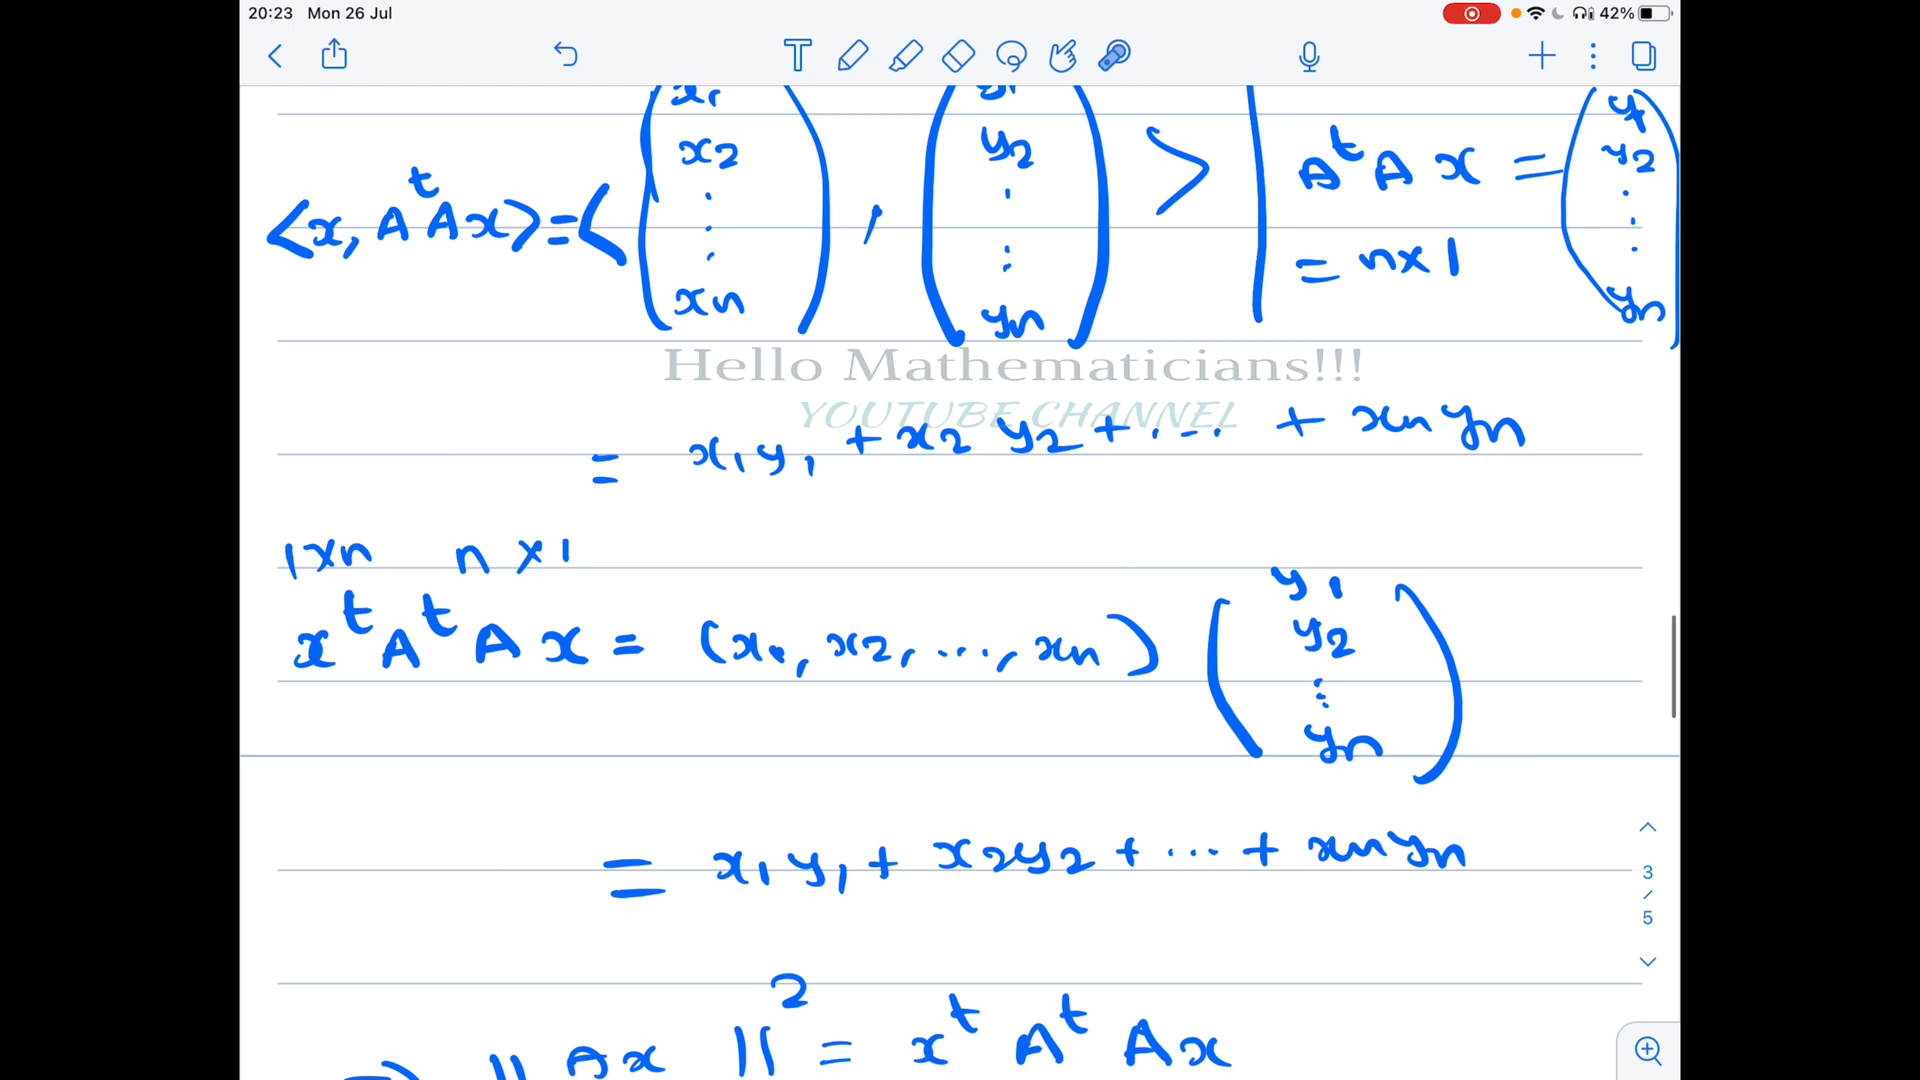 20:23 Mon 26 Jul 42%
<x, AᵗAx> = < (x₁ x₂ . . . xn) , (y₁ y₂ . : yn) > | AᵗAx = (y₁ y₂ . . . yn)
= n×1
Hello Mathematicians!!!
YOUTUBE CHANNEL
= x₁y₁ + x₂y₂ + ... + xnyn
1×n n×1
xᵗAᵗAx = (x₁, x₂, ..., xn) (y₁ y₂ ⋮ yn)
= x₁y₁ + x₂y₂ + ... + xnyn
3
/
5
|| Ax ||² = xᵗAᵗAx